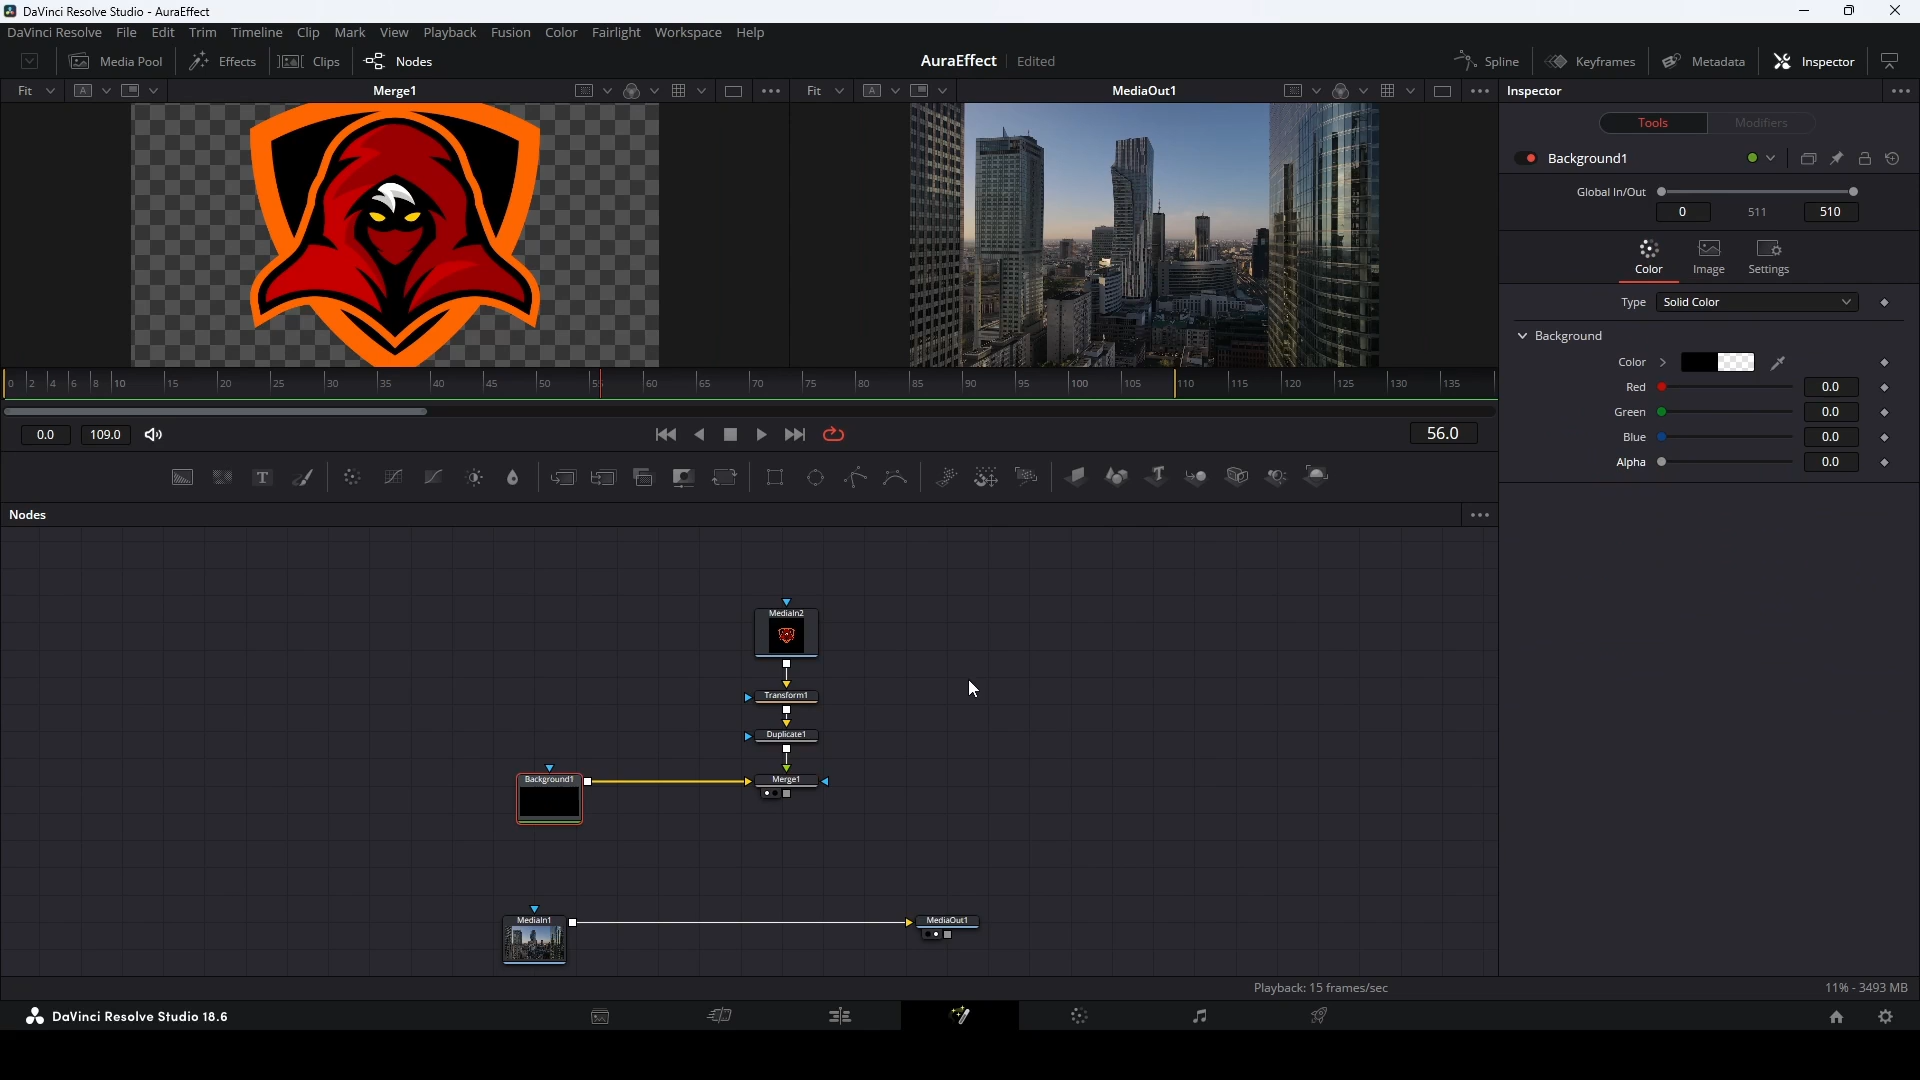 DaVinci Resolve Studio - AuraEffect
DaVinci Resolve File Edit Trim Timeline Clip Mark View Playback Fusion Color Fairlight Workspace Help
Media Pool Effects Clips Nodes AuraEffect Edited Spline Keyframes Metadata Inspector
Fit A Merge1 Fit A MediaOut1 Inspector
Tools Modifiers
Background1
Global In/Out
0 511 510
Color Image Settings
Type Solid Color
Background
Color
Red 0.0
Green 0.0
Blue 0.0
Alpha 0.0
0 2 4 6 8 10 15 20 25 30 35 40 45 50 55 60 65 70 75 80 85 90 95 100 105 110 115 120 125 130 135
0.0 109.0 56.0
Nodes
MediaIn2
Transform1
Duplicate1
Background1 Merge1
MediaIn1 MediaOut1
Playback: 15 frames/sec 11% - 3493 MB
DaVinci Resolve Studio 18.6